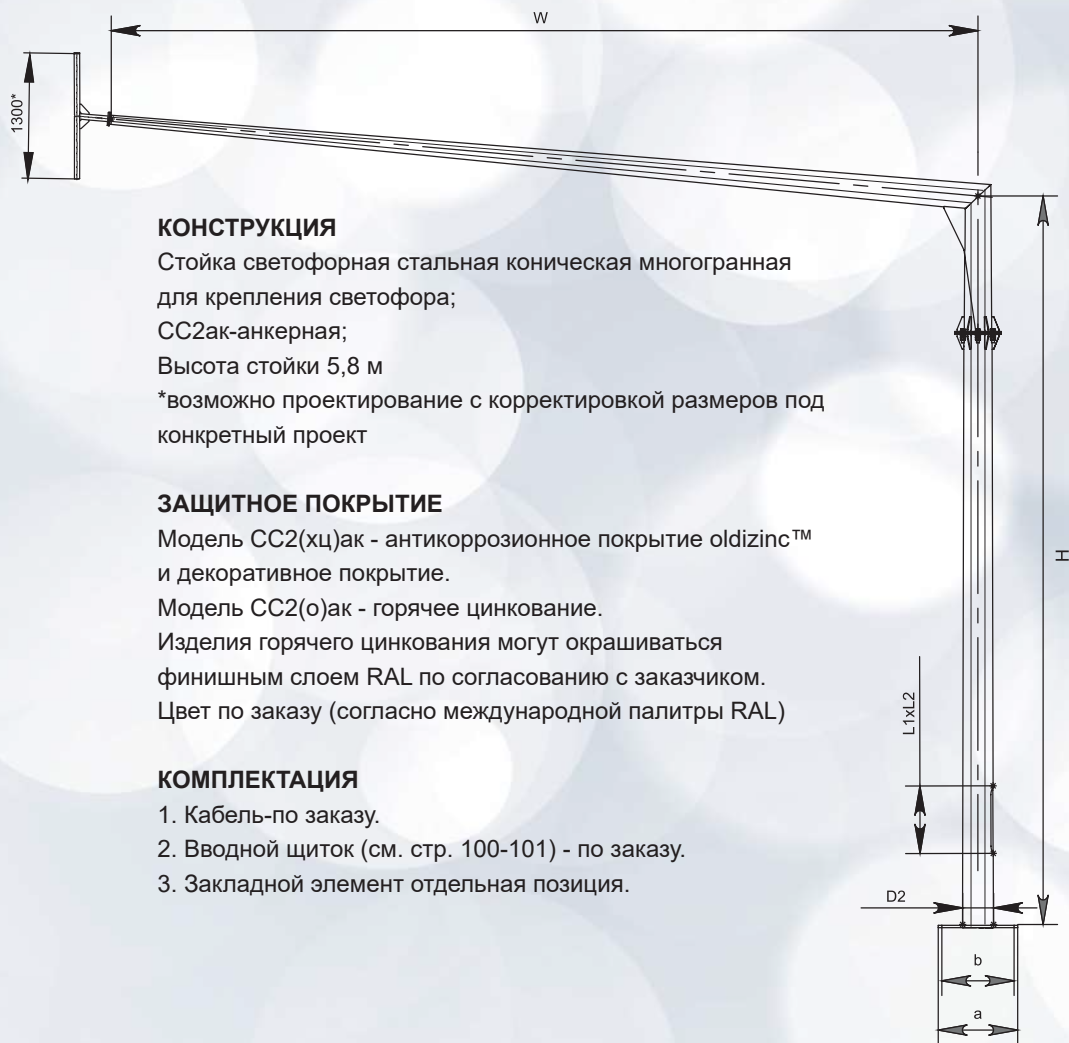 W
1300*
КОНСТРУКЦИЯ
Стойка светофорная стальная коническая многогранная
для крепления светофора;
СС2ак-анкерная;
Высота стойки 5,8 м
*возможно проектирование с корректировкой размеров под
конкретный проект
ЗАЩИТНОЕ ПОКРЫТИЕ
Модель СС2(хц)ак - антикоррозионное покрытие oldizinc™
и декоративное покрытие.
Модель СС2(о)ак - горячее цинкование.
Изделия горячего цинкования могут окрашиваться
финишным слоем RAL по согласованию с заказчиком.
Цвет по заказу (согласно международной палитры RAL)
КОМПЛЕКТАЦИЯ
1. Кабель-по заказу.
2. Вводной щиток (см. стр. 100-101) - по заказу.
3. Закладной элемент отдельная позиция.
H
L1xL2
D2
b
a